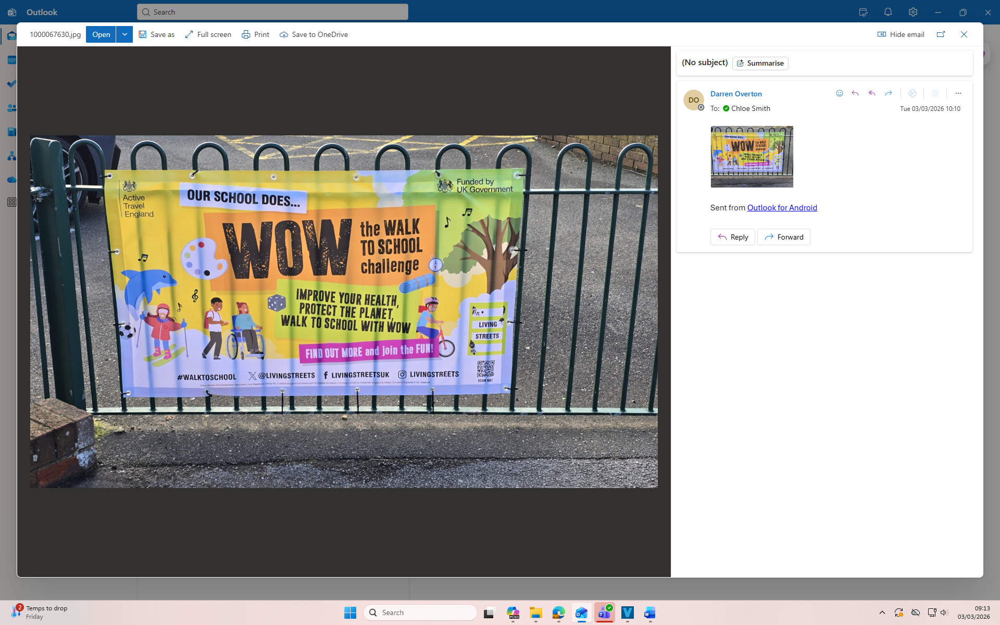 Outlook
Search
1000067630.jpg
Open
Save as
Full screen
Print
Save to OneDrive
Hide email
(No subject)
Summarise
DO
Darren Overton
To: Chloe Smith
Tue 03/03/2026 10:10
Sent from Outlook for Android
Reply
Forward
Active
Travel
England
OUR SCHOOL DOES...
Funded by
UK Government
WOW
the WALK
TO SCHOOL
challenge
IMPROVE YOUR HEALTH,
PROTECT THE PLANET,
WALK TO SCHOOL WITH WOW
FIND OUT MORE and join the FUN!
LIVING
STREETS
#WALKTOSCHOOL
@LIVINGSTREETS
LIVINGSTREETSUK
LIVINGSTREETS
SCAN ME!
2
Temps to drop
Friday
Search
M365
09:13
03/03/2026